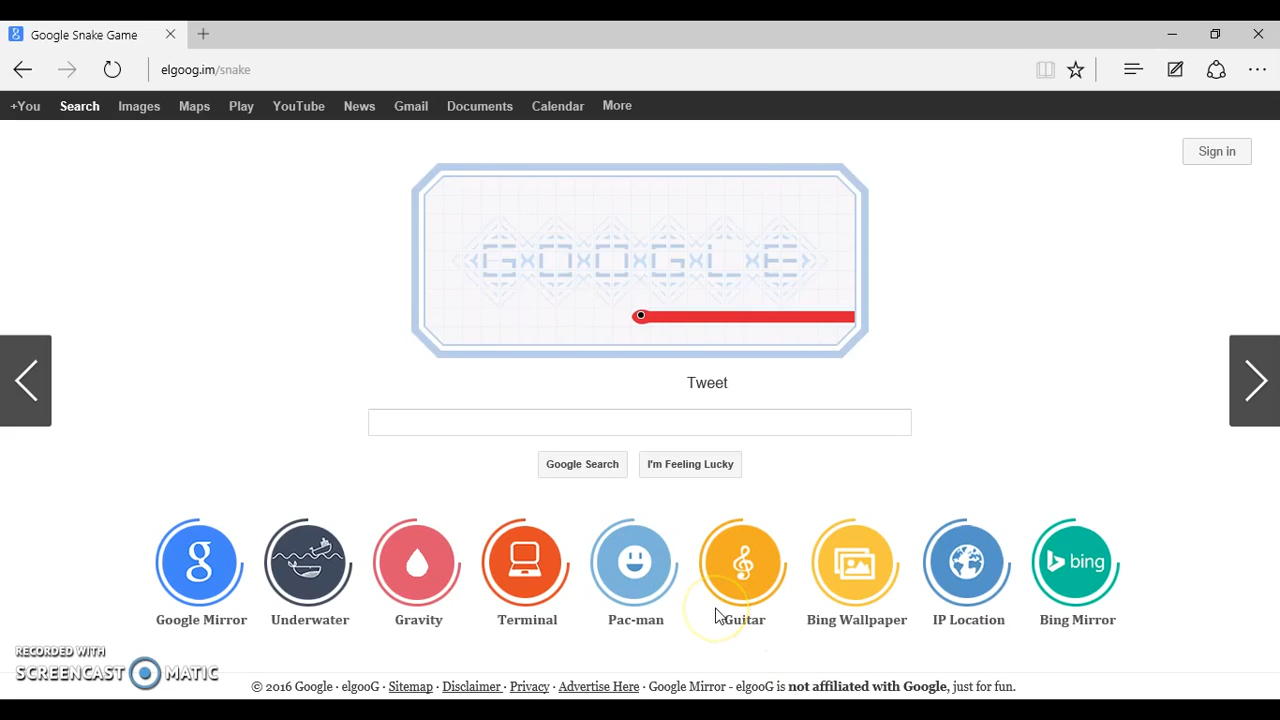 Google Snake Game
elgoog.im/snake
+You Search Images Maps Play YouTube News Gmail Documents Calendar More
Sign in
GOOGLE
Tweet
Google Search I'm Feeling Lucky
g bing
Google Mirror Underwater Gravity Terminal Pac-man Guitar Bing Wallpaper IP Location Bing Mirror
RECORDED WITH
SCREENCAST MATIC
© 2016 Google · elgooG · Sitemap · Disclaimer · Privacy · Advertise Here · Google Mirror - elgooG is not affiliated with Google, just for fun.